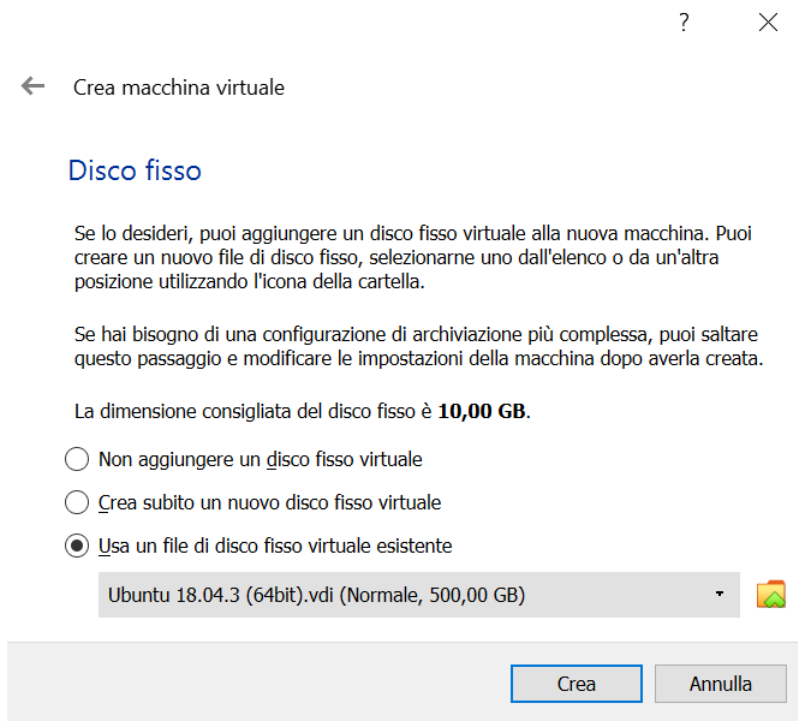 ?
Crea macchina virtuale
Disco fisso
Se lo desideri, puoi aggiungere un disco fisso virtuale alla nuova macchina. Puoi
creare un nuovo file di disco fisso, selezionarne uno dall'elenco o da un'altra
posizione utilizzando l'icona della cartella.
Se hai bisogno di una configurazione di archiviazione più complessa, puoi saltare
questo passaggio e modificare le impostazioni della macchina dopo averla creata.
La dimensione consigliata del disco fisso è 10,00 GB.
Non aggiungere un disco fisso virtuale
Crea subito un nuovo disco fisso virtuale
Usa un file di disco fisso virtuale esistente
Ubuntu 18.04.3 (64bit).vdi (Normale, 500,00 GB)
Crea Annulla